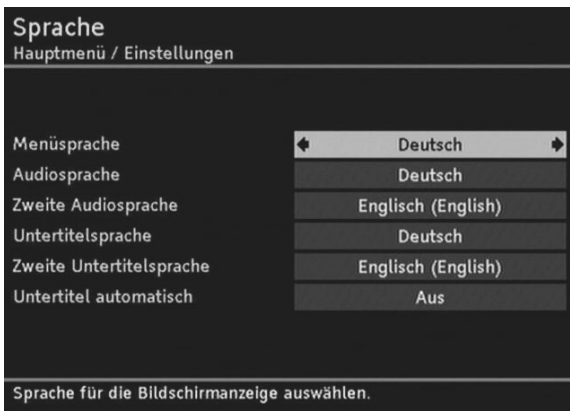 Sprache
Hauptmenü / Einstellungen
Menüsprache Deutsch
Audiosprache Deutsch
Zweite Audiosprache Englisch (English)
Untertitelsprache Deutsch
Zweite Untertitelsprache Englisch (English)
Untertitel automatisch Aus
Sprache für die Bildschirmanzeige auswählen.